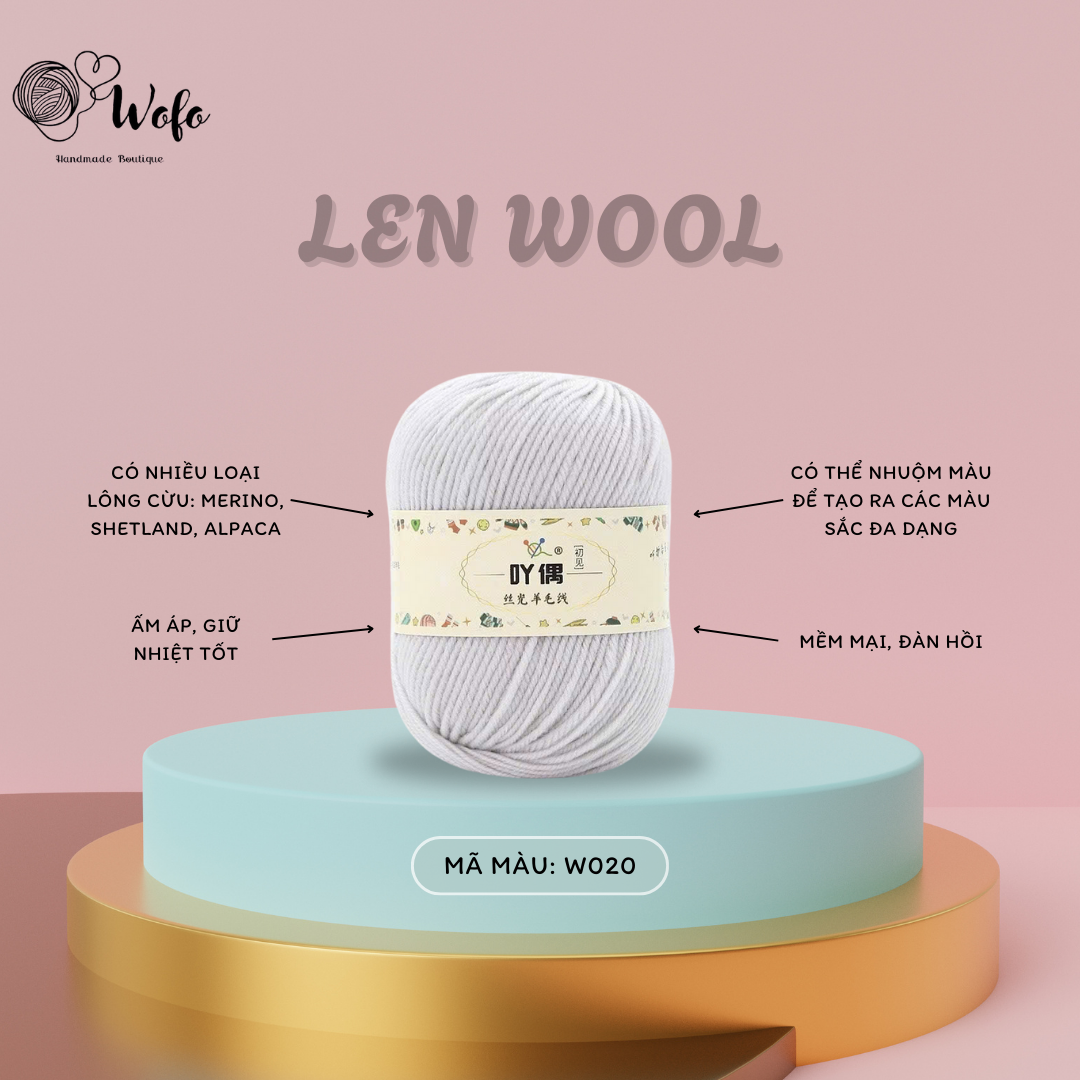 Wofo
Handmade Boutique
LEN WOOL
CÓ NHIỀU LOẠI
LÔNG CỪU: MERINO,
SHETLAND, ALPACA
CÓ THỂ NHUỘM MÀU
ĐỂ TẠO RA CÁC MÀU
SẮC ĐA DẠNG
®
初见
吖偶
丝光羊毛线
ẤM ÁP, GIỮ
NHIỆT TỐT
MỀM MẠI, ĐÀN HỒI
MÃ MÀU: W020